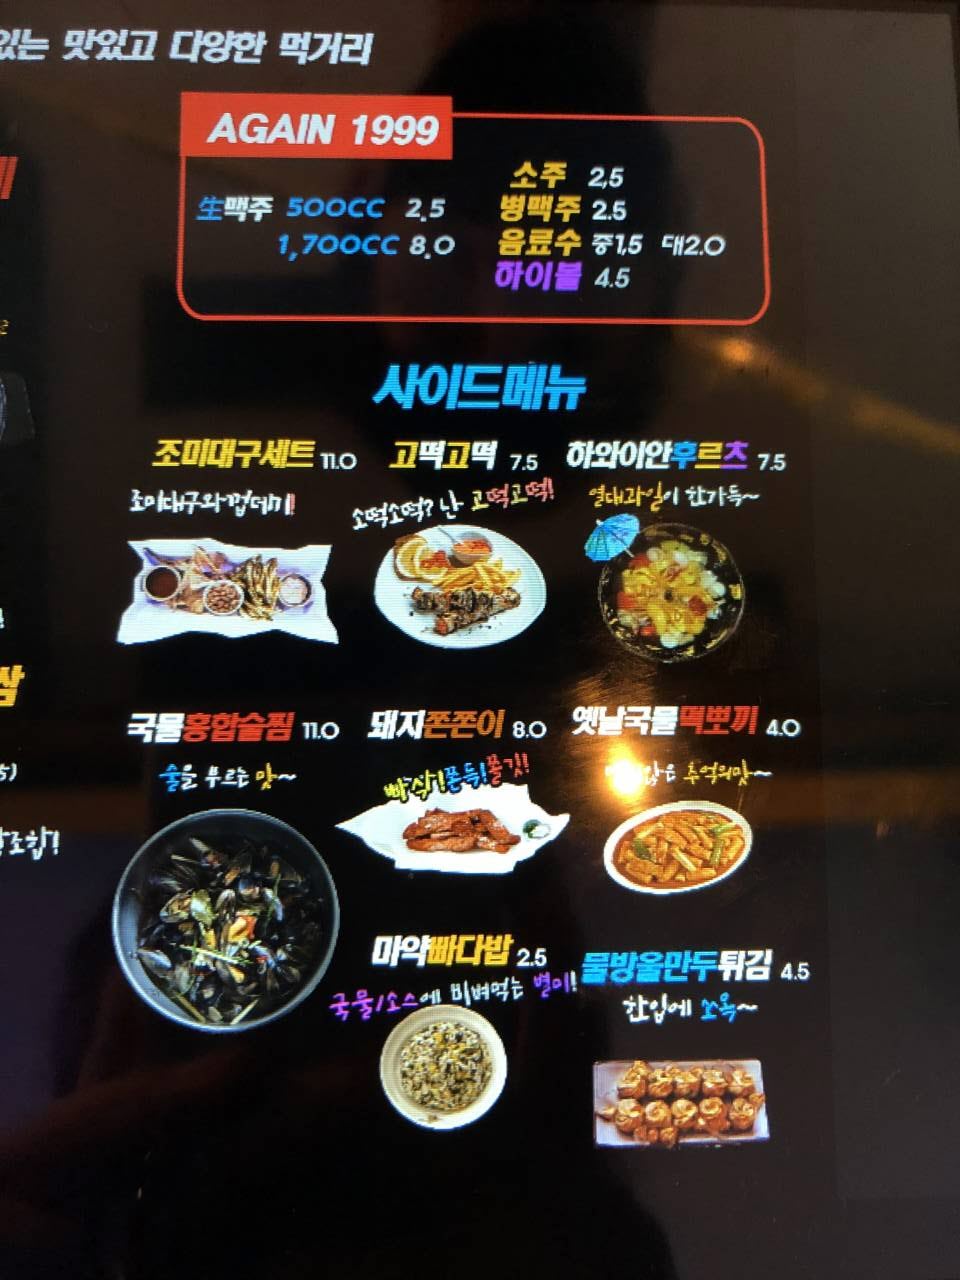 있는 맛있고 다양한 먹거리
AGAIN 1999
生맥주 500CC 2.5
1,700CC 8.0
소주 2,5
병맥주 2.5
음료수 중1,5 대2.0
하이볼 4.5
사이드메뉴
조미대구세트 11.0
조미대구와 껍데기!
고떡고떡 7.5
소떡소떡? 난 고떡고떡!
하와이안후르츠 7.5
열대과일이 한가득~
국물홍합술찜 11.0
술을 부르는 맛~
돼지쫀쫀이 8.0
빠삭!쫀득!쫄깃!
옛날국물떡뽀끼 4.0
않은 추억의맛~
마약빠다밥 2.5
국물/소스에 비벼먹는 별미!
물방울만두튀김 4.5
한입에 쏘옥~
삼
조합!